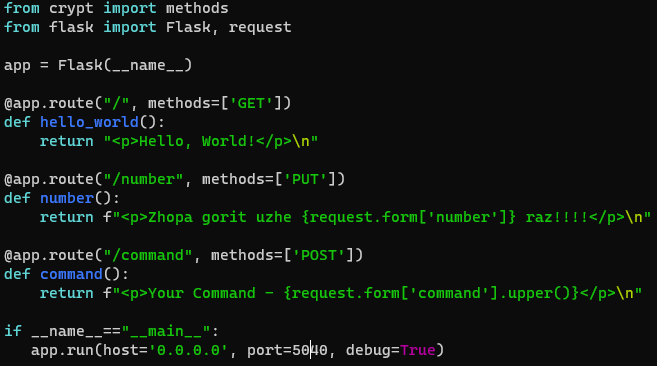 from crypt import methods
from flask import Flask, request
app = Flask(__name__)
@app.route("/", methods=['GET'])
def hello_world():
    return "<p>Hello, World!</p>\n"
@app.route("/number", methods=['PUT'])
def number():
    return f"<p>Zhopa gorit uzhe {request.form['number']} raz!!!!</p>\n"
@app.route("/command", methods=['POST'])
def command():
    return f"<p>Your Command - {request.form['command'].upper()}</p>\n"
if __name__=="__main__":
   app.run(host='0.0.0.0', port=5040, debug=True)